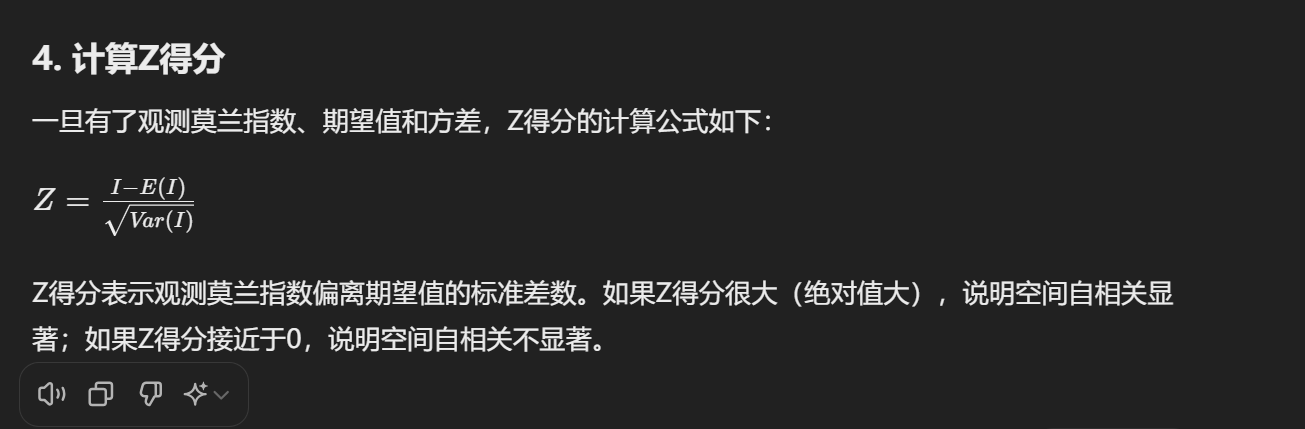 4. 计算Z得分
一旦有了观测莫兰指数、期望值和方差，Z得分的计算公式如下：
Z = \frac{I-E(I)}{\sqrt{Var(I)}}
Z得分表示观测莫兰指数偏离期望值的标准差数。如果Z得分很大（绝对值大），说明空间自相关显
著；如果Z得分接近于0，说明空间自相关不显著。